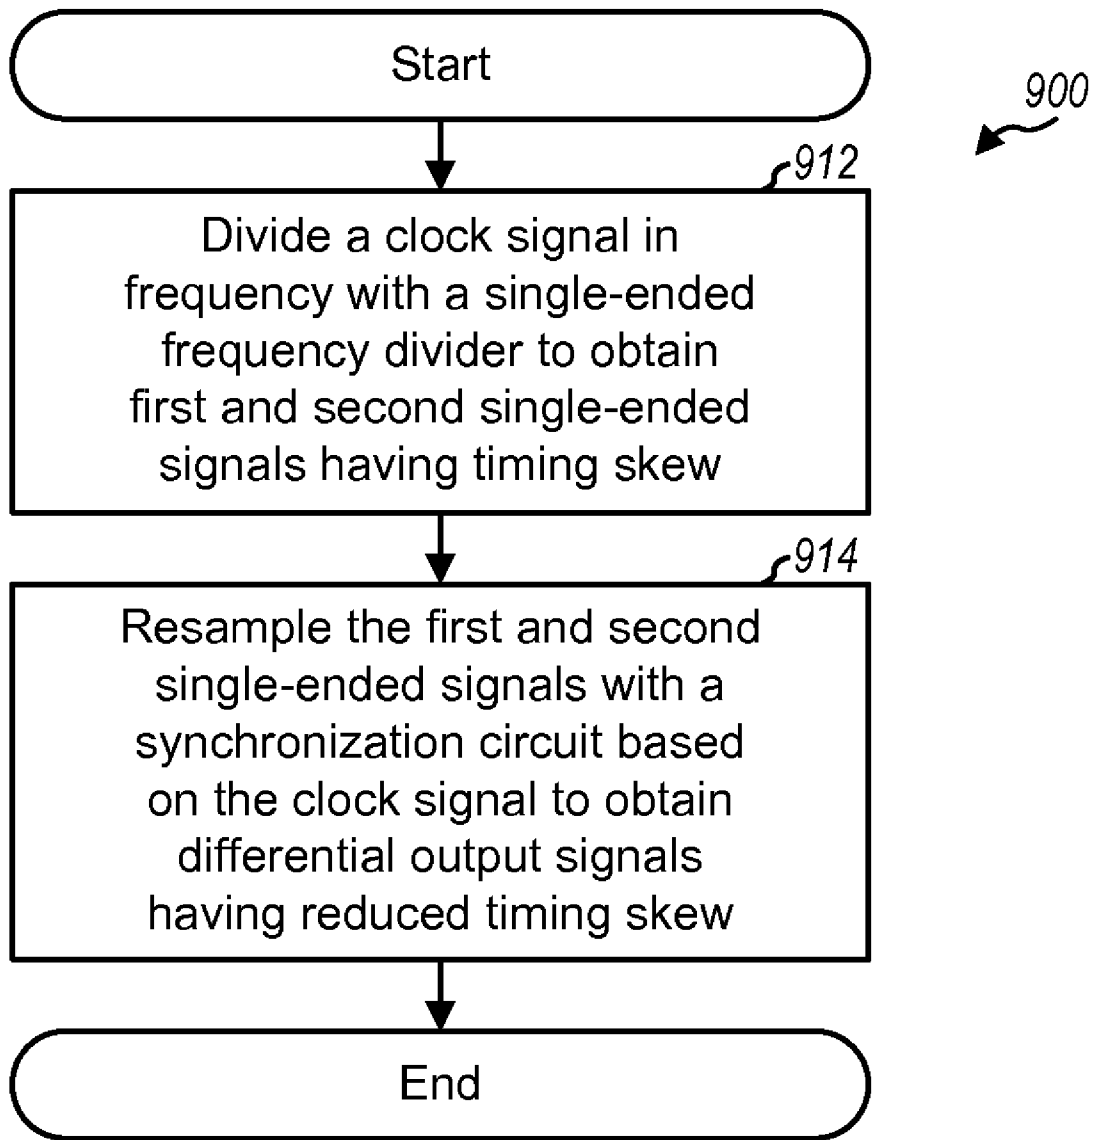 Start
900
912
Divide a clock signal in
frequency with a single-ended
frequency divider to obtain
first and second single-ended
signals having timing skew
914
Resample the first and second
single-ended signals with a
synchronization circuit based
on the clock signal to obtain
differential output signals
having reduced timing skew
End